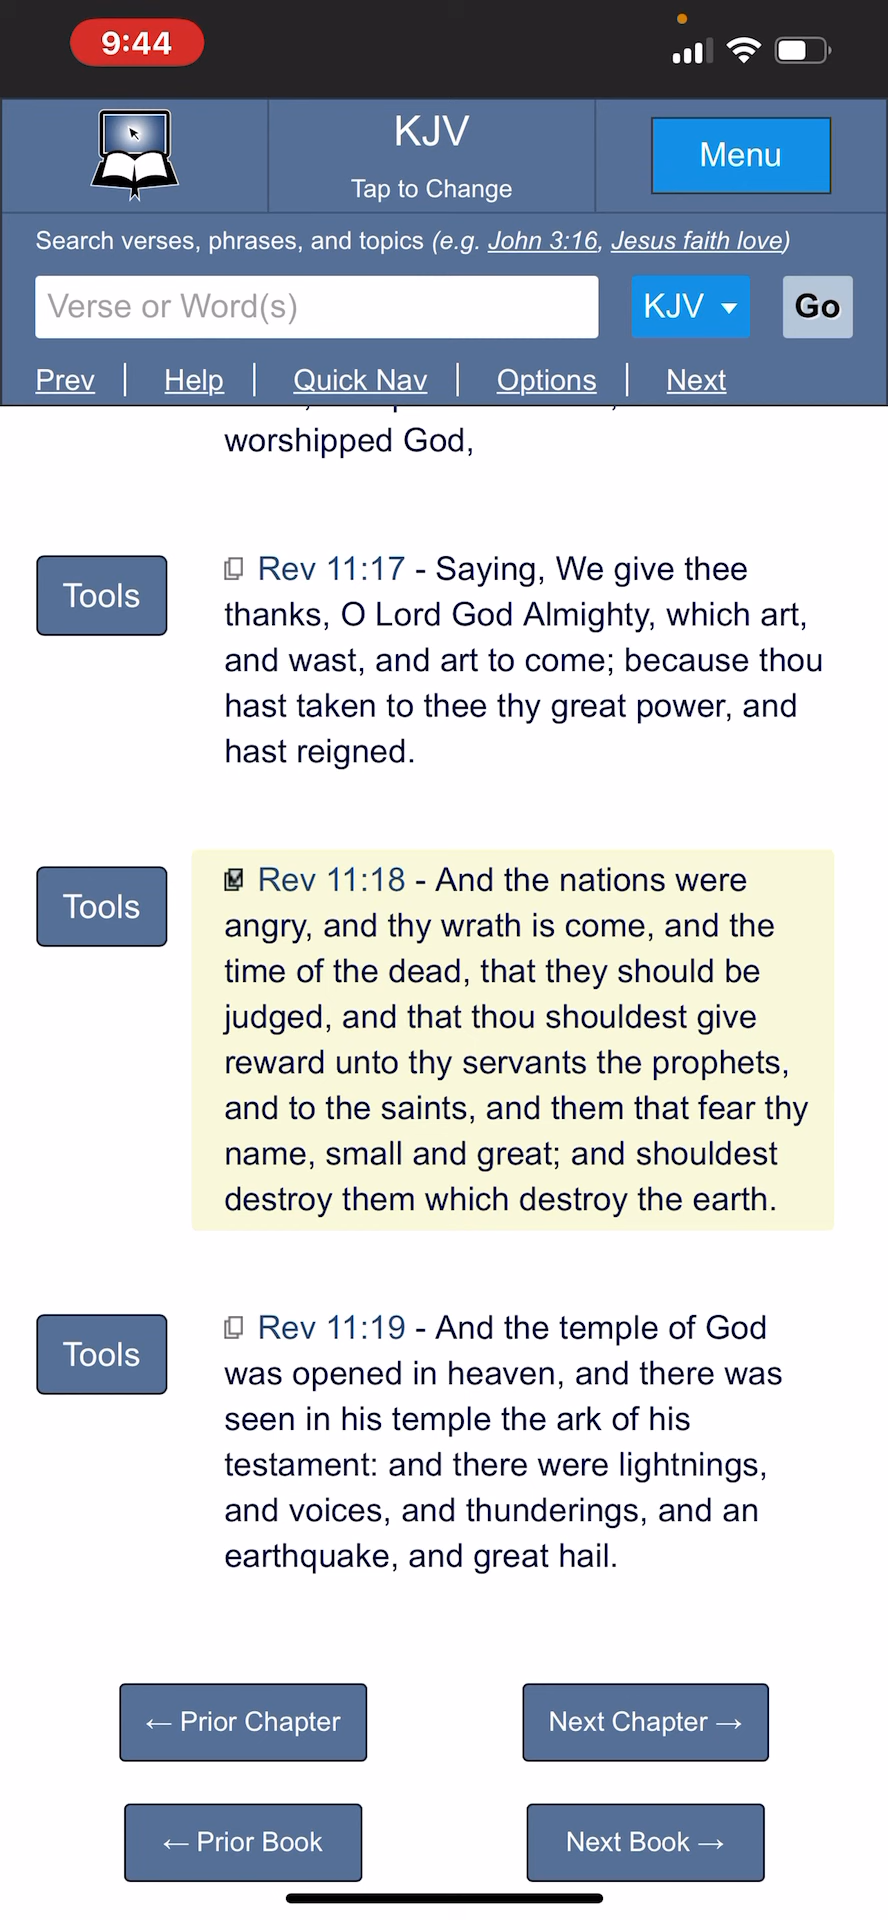 9:44
KJV
Tap to Change
Menu
Search verses, phrases, and topics (e.g. John 3:16, Jesus faith love)
Verse or Word(s)
KJV
Go
Prev | Help | Quick Nav | Options | Next
worshipped God,
Tools
Rev 11:17 - Saying, We give thee
thanks, O Lord God Almighty, which art,
and wast, and art to come; because thou
hast taken to thee thy great power, and
hast reigned.
Tools
Rev 11:18 - And the nations were
angry, and thy wrath is come, and the
time of the dead, that they should be
judged, and that thou shouldest give
reward unto thy servants the prophets,
and to the saints, and them that fear thy
name, small and great; and shouldest
destroy them which destroy the earth.
Tools
Rev 11:19 - And the temple of God
was opened in heaven, and there was
seen in his temple the ark of his
testament: and there were lightnings,
and voices, and thunderings, and an
earthquake, and great hail.
← Prior Chapter
Next Chapter →
← Prior Book
Next Book →